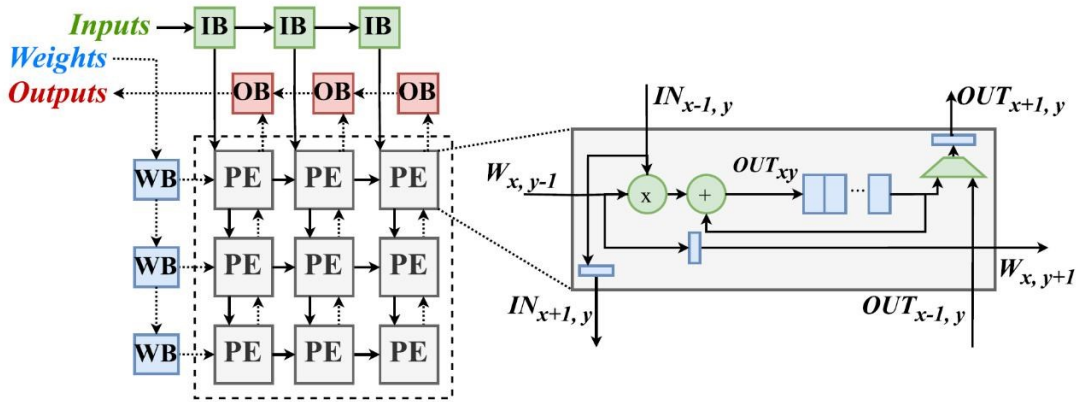 Inputs IB IB IB
Weights
Outputs OB OB OB
WB PE PE PE
WB PE PE PE
WB PE PE PE
IN x-1, y
OUT x+1, y
W x, y-1
OUT xy
x + ...
W x, y+1
IN x+1, y
OUT x-1, y